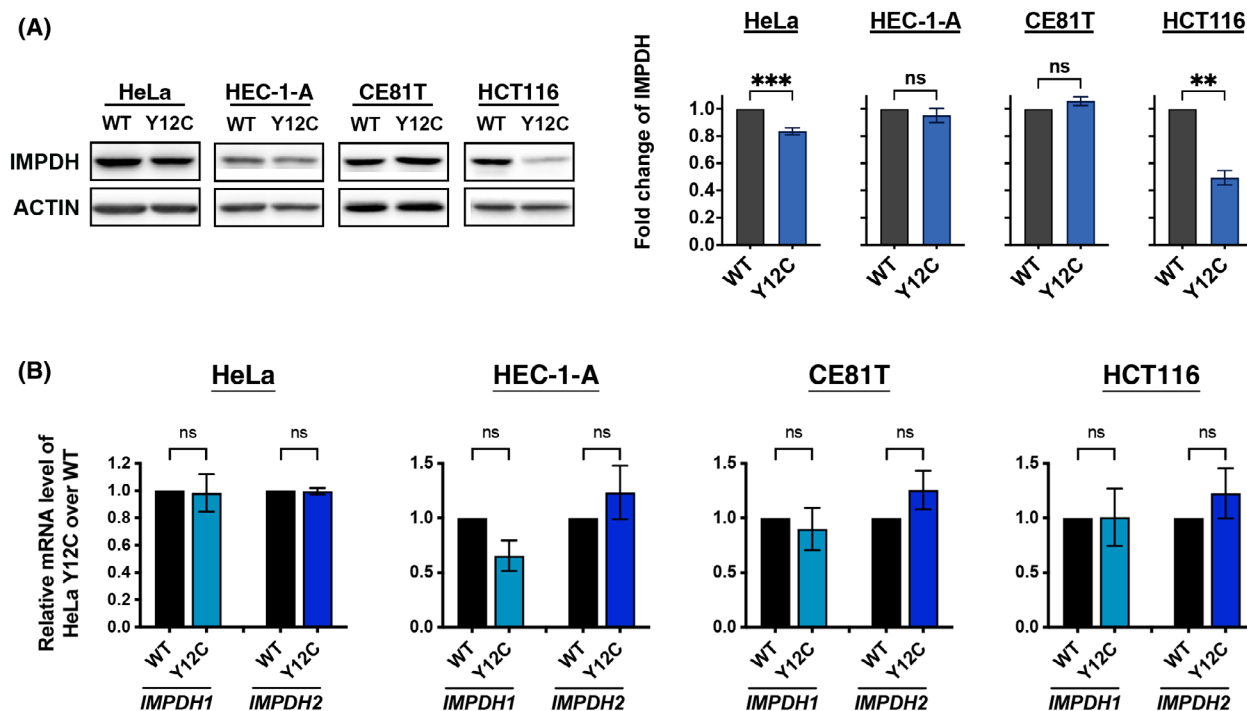 (A)
HeLa HEC-1-A CE81T HCT116
WT Y12C WT Y12C WT Y12C WT Y12C
IMPDH
ACTIN
HeLa HEC-1-A CE81T HCT116
*** ns ns **
Fold change of IMPDH
1.0
0.8
0.6
0.4
0.2
0.0
WT Y12C WT Y12C WT Y12C WT Y12C
(B)
HeLa HEC-1-A CE81T HCT116
ns ns ns ns ns ns ns ns
Relative mRNA level of
HeLa Y12C over WT
1.2 1.5 1.5 1.5
1.0 1.0 1.0 1.0
0.8
0.6 0.5 0.5 0.5
0.4
0.2
0.0 0.0 0.0 0.0
WT Y12C WT Y12C WT Y12C WT Y12C WT Y12C WT Y12C WT Y12C WT Y12C
IMPDH1 IMPDH2 IMPDH1 IMPDH2 IMPDH1 IMPDH2 IMPDH1 IMPDH2